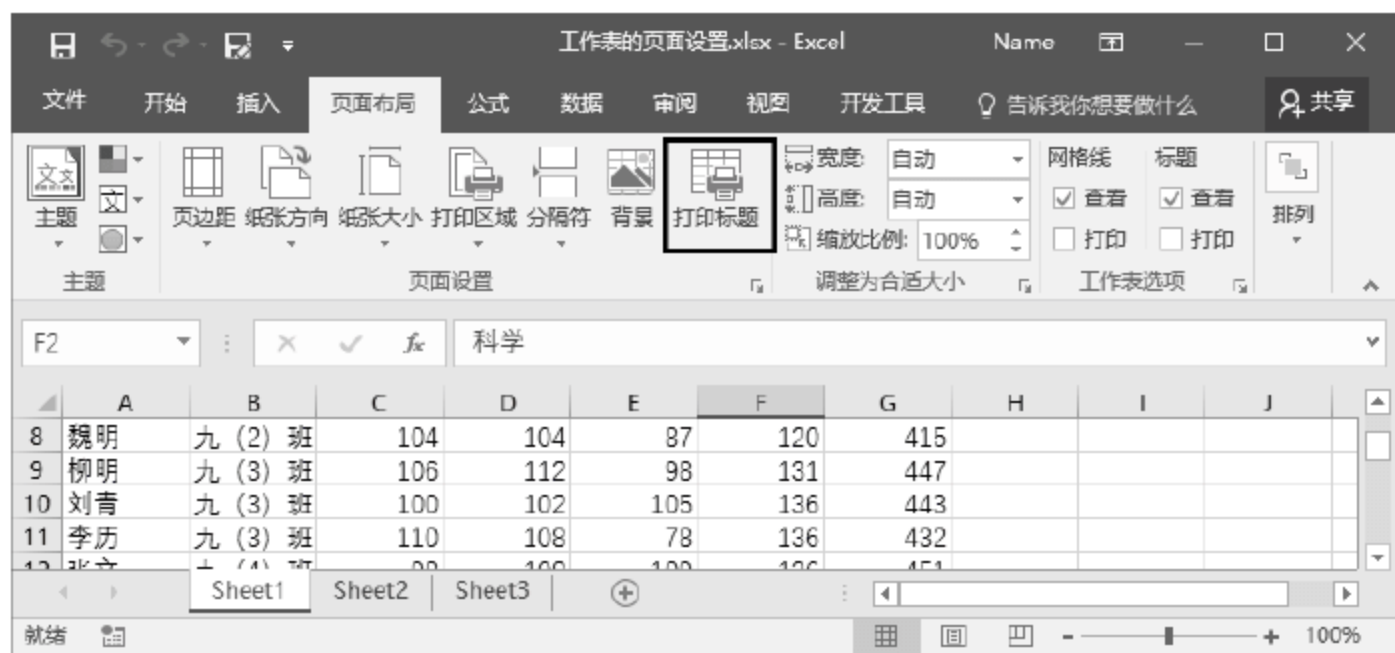 工作表的页面设置.xlsx - Excel Name
文件 开始 插入 页面布局 公式 数据 审阅 视图 开发工具 告诉我你想要做什么 共享
文文 宽度: 自动 网格线 标题
文 高度: 自动 查看 查看
主题 页边距 纸张方向 纸张大小 打印区域 分隔符 背景 打印标题 排列
缩放比例: 100% 打印 打印
主题 页面设置 调整为合适大小 工作表选项
F2 fx 科学
A B C D E F G H I J
8 魏明 九 (2) 班 104 104 87 120 415
9 柳明 九 (3) 班 106 112 98 131 447
10 刘青 九 (3) 班 100 102 105 136 443
11 李历 九 (3) 班 110 108 78 136 432
Sheet1 Sheet2 Sheet3
就绪 100%